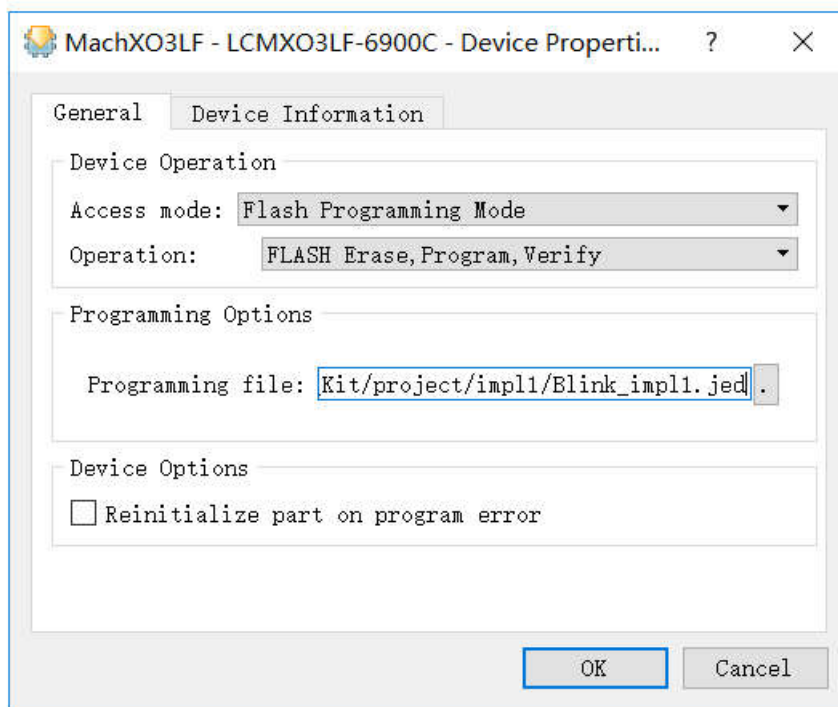 MachXO3LF - LCMXO3LF-6900C - Device Properti... ? ×
General Device Information
Device Operation
Access mode: Flash Programming Mode
Operation: FLASH Erase,Program,Verify
Programming Options
Programming file: Kit/project/impl1/Blink_impl1.jed .
Device Options
Reinitialize part on program error
OK Cancel